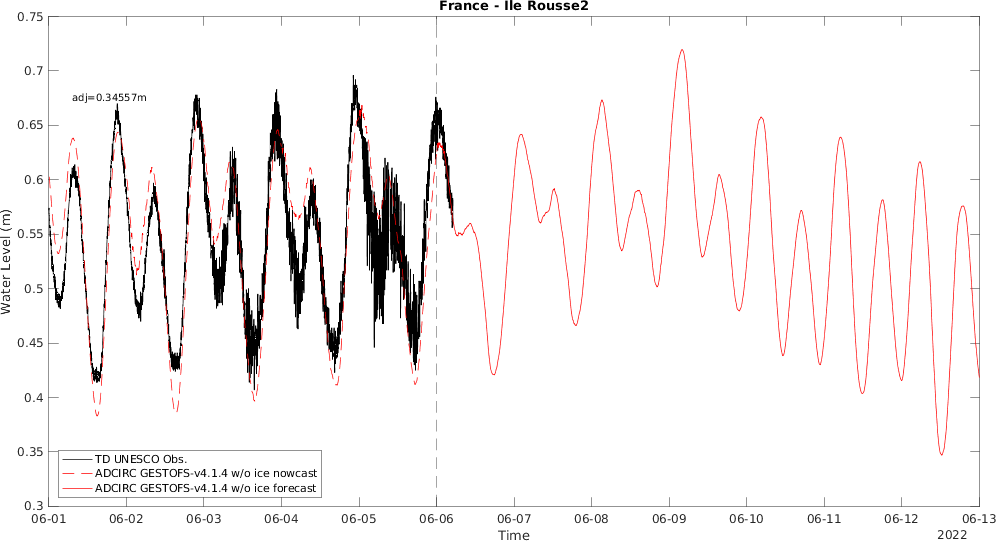 France - Ile Rousse2
adj=0.34557m
Water Level (m)
0.75
0.7
0.65
0.6
0.55
0.5
0.45
0.4
0.35
0.3
TD UNESCO Obs.
ADCIRC GESTOFS-v4.1.4 w/o ice nowcast
ADCIRC GESTOFS-v4.1.4 w/o ice forecast
06-01 06-02 06-03 06-04 06-05 06-06 06-07 06-08 06-09 06-10 06-11 06-12 06-13
Time
2022